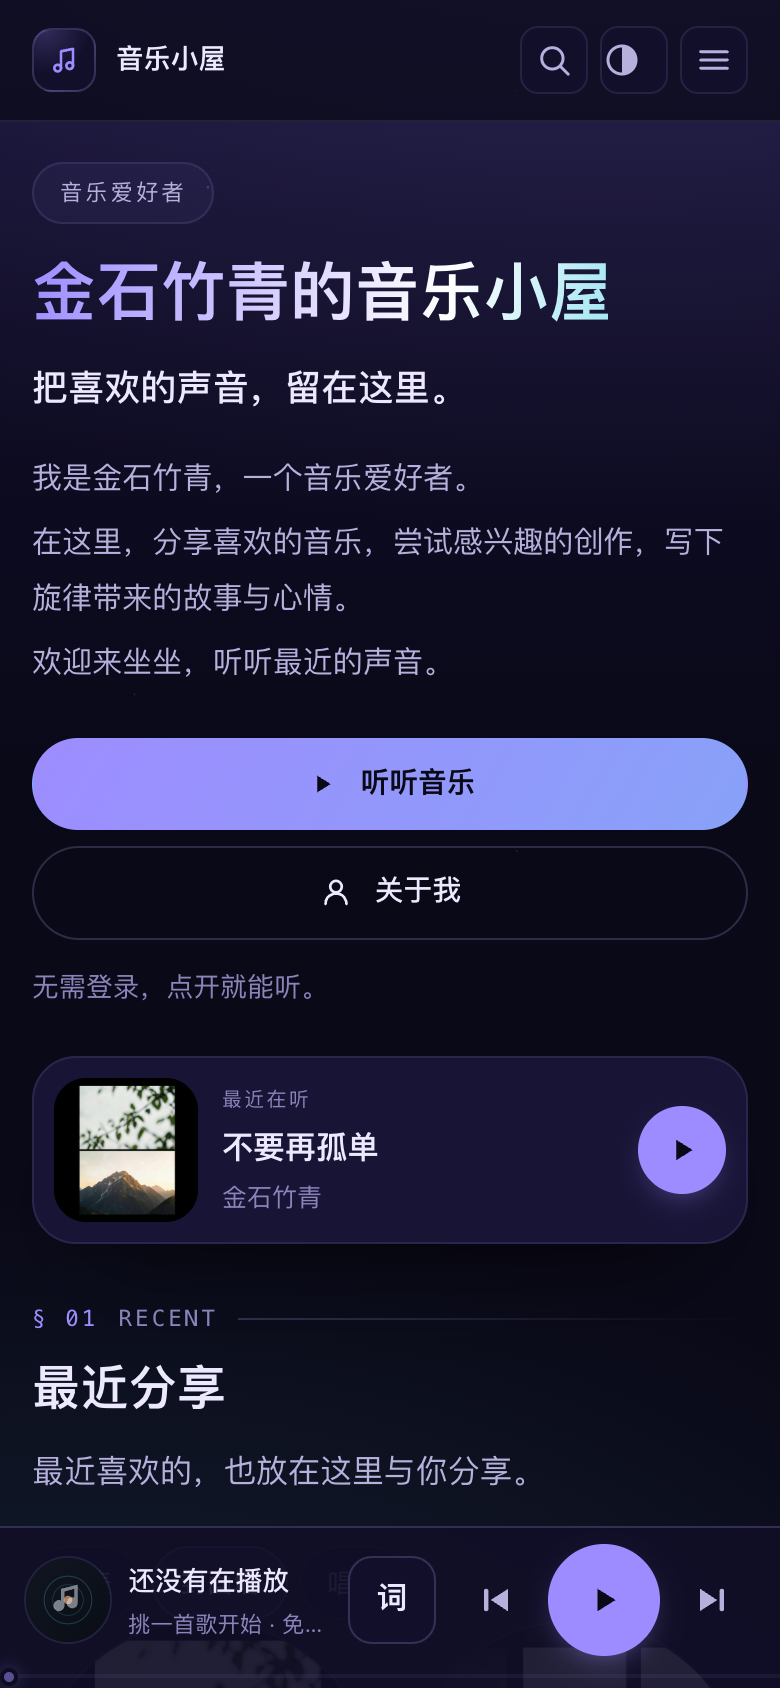 音乐小屋
音乐爱好者
金石竹青的音乐小屋
把喜欢的声音，留在这里。
我是金石竹青，一个音乐爱好者。
在这里，分享喜欢的音乐，尝试感兴趣的创作，写下
旋律带来的故事与心情。
欢迎来坐坐，听听最近的声音。
听听音乐
关于我
无需登录，点开就能听。
最近在听
不要再孤单
金石竹青
§ 01 RECENT
最近分享
最近喜欢的，也放在这里与你分享。
还没有在播放
挑一首歌开始 · 免...
词